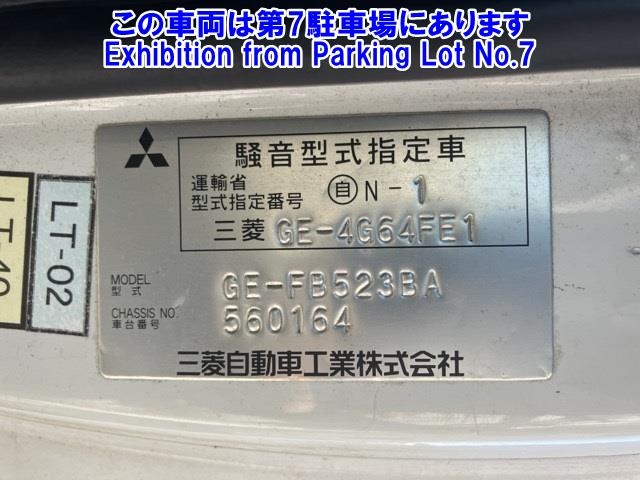 この車両は第7駐車場にあります
Exhibition from Parking Lot No.7
騒音型式指定車
運輸省
型式指定番号 自 N-1
三菱 GE-4G64FE1
MODEL
型式 GE-FB523BA
CHASSIS NO.
車台番号 560164
三菱自動車工業株式会社
LT-02
LT-40